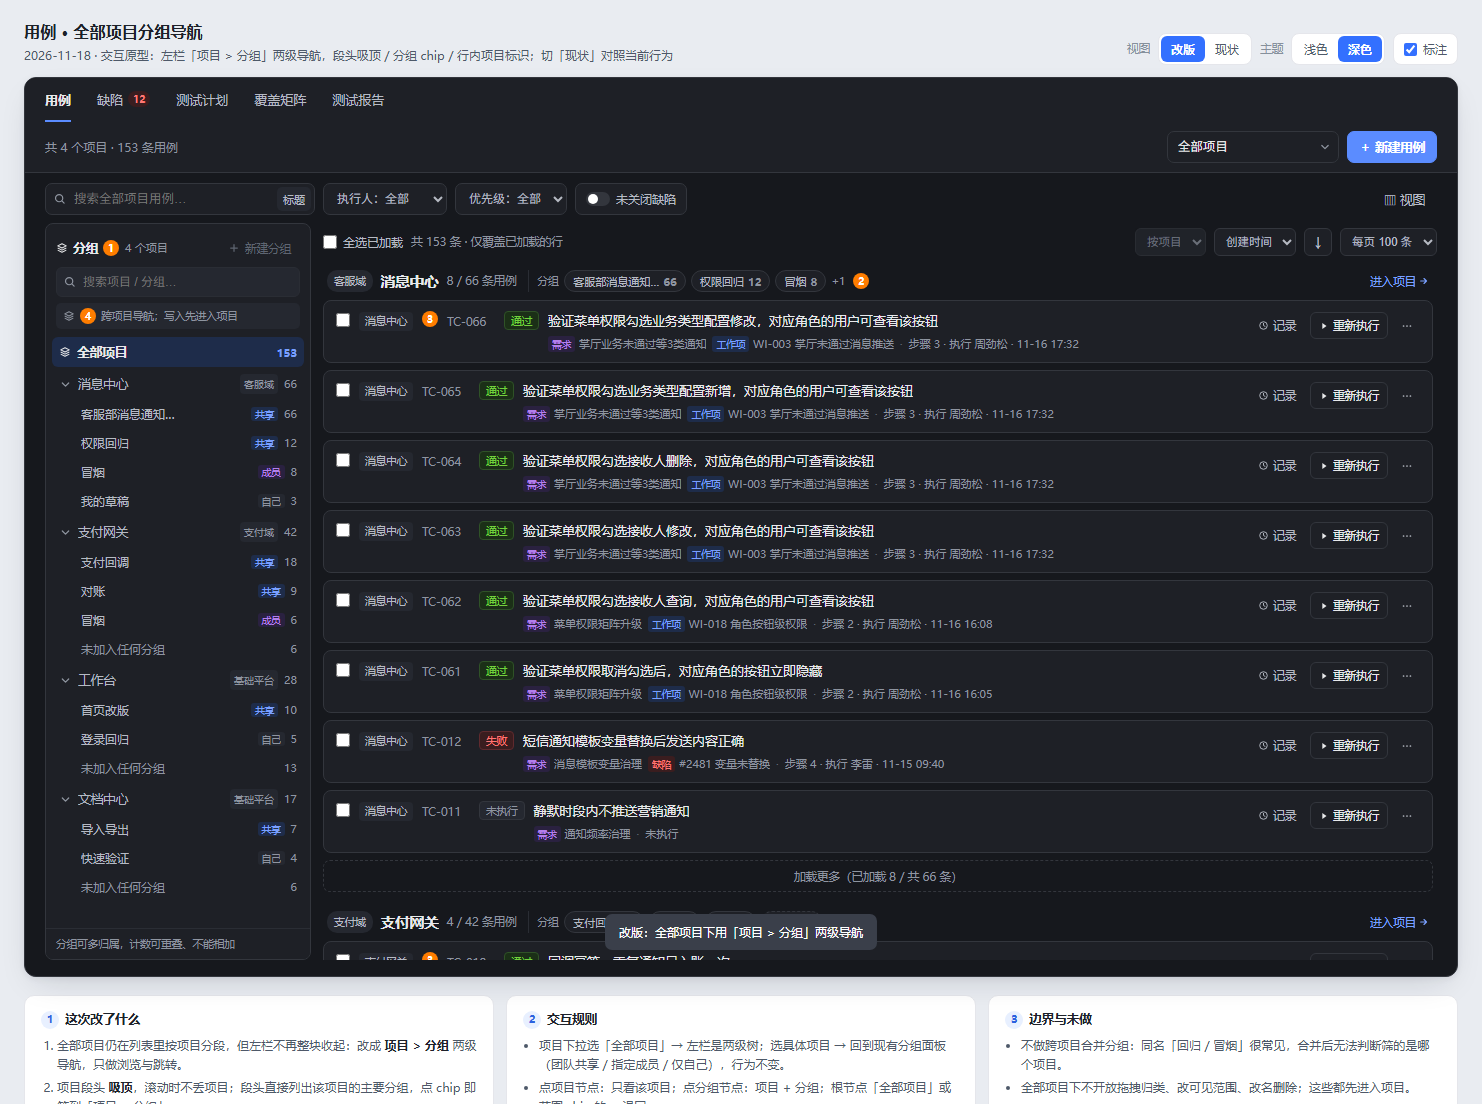 用例 • 全部项目分组导航
2026-11-18 · 交互原型：左栏「项目 > 分组」两级导航，段头吸顶 / 分组 chip / 行内项目标识；切「现状」对照当前行为
视图 改版 现状 主题 浅色 深色 标注
用例 缺陷 12 测试计划 覆盖矩阵 测试报告
共 4 个项目 · 153 条用例
全部项目 + 新建用例
搜索全部项目用例… 标题 执行人：全部 优先级：全部 未关闭缺陷 视图
分组 1 4 个项目 + 新建分组
搜索项目 / 分组…
4 跨项目导航；写入先进入项目
全部项目 153
消息中心 客服域 66
客服部消息通知… 共享 66
权限回归 共享 12
冒烟 成员 8
我的草稿 自己 3
支付网关 支付域 42
支付回调 共享 18
对账 共享 9
冒烟 成员 6
未加入任何分组 6
工作台 基础平台 28
首页改版 共享 10
登录回归 自己 5
未加入任何分组 13
文档中心 基础平台 17
导入导出 共享 7
快速验证 自己 4
未加入任何分组 6
分组可多归属，计数可重叠、不能相加
全选已加载 共 153 条 · 仅覆盖已加载的行 按项目 创建时间 ↓ 每页 100 条
客服域 消息中心 8 / 66 条用例 分组 客服部消息通知… 66 权限回归 12 冒烟 8 +1 2 进入项目 →
消息中心 3 TC-066 通过 验证菜单权限勾选业务类型配置修改，对应角色的用户可查看该按钮 记录 重新执行 …
需求 掌厅业务未通过等3类通知 工作项 WI-003 掌厅未通过消息推送 · 步骤 3 · 执行 周劲松 · 11-16 17:32
消息中心 TC-065 通过 验证菜单权限勾选业务类型配置新增，对应角色的用户可查看该按钮 记录 重新执行 …
需求 掌厅业务未通过等3类通知 工作项 WI-003 掌厅未通过消息推送 · 步骤 3 · 执行 周劲松 · 11-16 17:32
消息中心 TC-064 通过 验证菜单权限勾选接收人删除，对应角色的用户可查看该按钮 记录 重新执行 …
需求 掌厅业务未通过等3类通知 工作项 WI-003 掌厅未通过消息推送 · 步骤 3 · 执行 周劲松 · 11-16 17:32
消息中心 TC-063 通过 验证菜单权限勾选接收人修改，对应角色的用户可查看该按钮 记录 重新执行 …
需求 掌厅业务未通过等3类通知 工作项 WI-003 掌厅未通过消息推送 · 步骤 3 · 执行 周劲松 · 11-16 17:32
消息中心 TC-062 通过 验证菜单权限勾选接收人查询，对应角色的用户可查看该按钮 记录 重新执行 …
需求 菜单权限矩阵升级 工作项 WI-018 角色按钮级权限 · 步骤 2 · 执行 周劲松 · 11-16 16:08
消息中心 TC-061 通过 验证菜单权限取消勾选后，对应角色的按钮立即隐藏 记录 重新执行 …
需求 菜单权限矩阵升级 工作项 WI-018 角色按钮级权限 · 步骤 2 · 执行 周劲松 · 11-16 16:05
消息中心 TC-012 失败 短信通知模板变量替换后发送内容正确 记录 重新执行 …
需求 消息模板变量治理 缺陷 #2481 变量未替换 · 步骤 4 · 执行 李雷 · 11-15 09:40
消息中心 TC-011 未执行 静默时段内不推送营销通知 记录 重新执行 …
需求 通知频率治理 · 未执行
加载更多（已加载 8 / 共 66 条）
支付域 支付网关 4 / 42 条用例 分组 支付回 进入项目 →
改版：全部项目下用「项目 > 分组」两级导航
1 这次改了什么
1. 全部项目仍在列表里按项目分段，但左栏不再整块收起：改成 项目 > 分组 两级
导航，只做浏览与跳转。
2. 项目段头 吸顶，滚动时不丢项目；段头直接列出该项目的主要分组，点 chip 即
2 交互规则
• 项目下拉选「全部项目」→ 左栏是两级树；选具体项目 → 回到现有分组面板
（团队共享 / 指定成员 / 仅自己），行为不变。
• 点项目节点：只看该项目；点分组节点：项目 + 分组；根节点「全部项目」或
3 边界与未做
• 不做跨项目合并分组：同名「回归 / 冒烟」很常见，合并后无法判断筛的是哪
个项目。
• 全部项目下不开放拖拽归类、改可见范围、改名删除；这些都先进入项目。